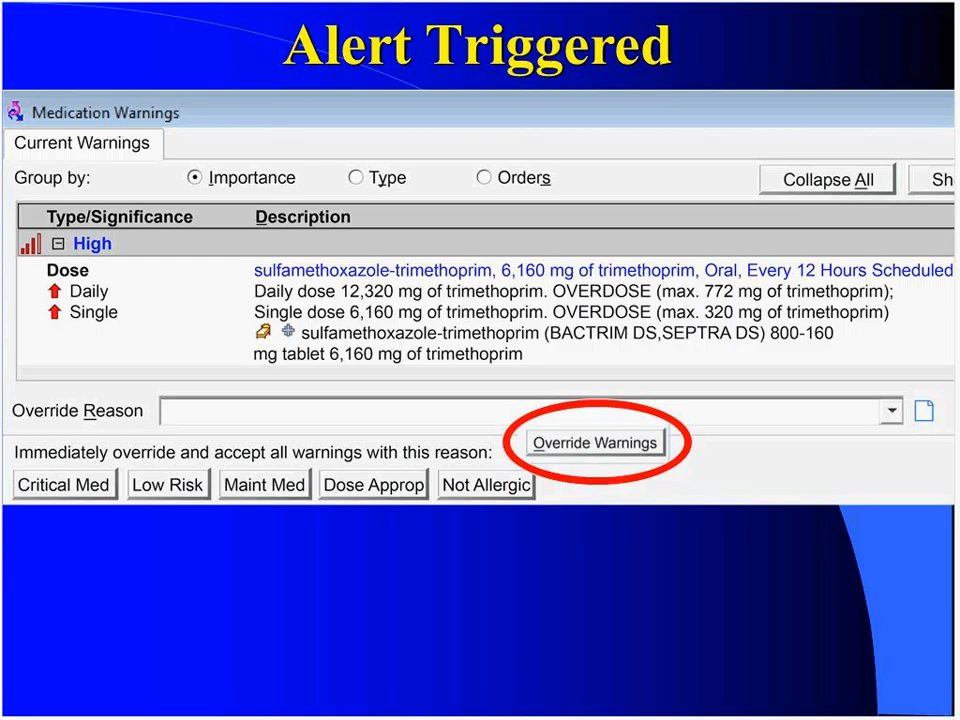 Alert Triggered
Medication Warnings
Current Warnings
Group by: Importance Type Orders Collapse All Sh
Type/Significance Description
High
Dose sulfamethoxazole-trimethoprim, 6,160 mg of trimethoprim, Oral, Every 12 Hours Scheduled
Daily Daily dose 12,320 mg of trimethoprim. OVERDOSE (max. 772 mg of trimethoprim);
Single Single dose 6,160 mg of trimethoprim. OVERDOSE (max. 320 mg of trimethoprim)
sulfamethoxazole-trimethoprim (BACTRIM DS,SEPTRA DS) 800-160
mg tablet 6,160 mg of trimethoprim
Override Reason
Override Warnings
Immediately override and accept all warnings with this reason:
Critical Med Low Risk Maint Med Dose Approp Not Allergic